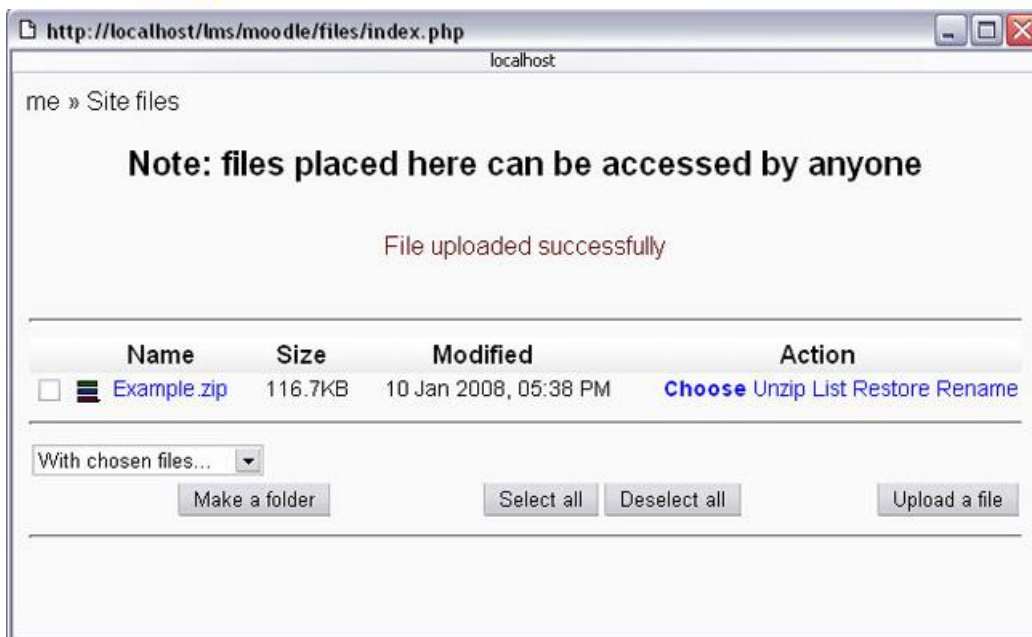 http://localhost/lms/moodle/files/index.php
localhost
me » Site files
Note: files placed here can be accessed by anyone
File uploaded successfully
Name Size Modified Action
Example.zip 116.7KB 10 Jan 2008, 05:38 PM Choose Unzip List Restore Rename
With chosen files...
Make a folder Select all Deselect all Upload a file